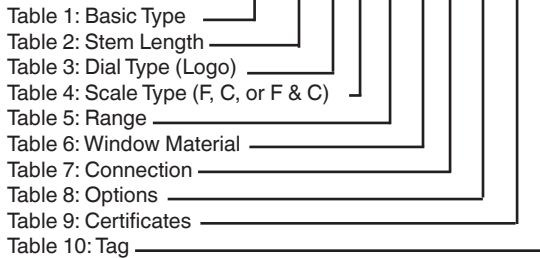 Table 1: Basic Type
Table 2: Stem Length
Table 3: Dial Type (Logo)
Table 4: Scale Type (F, C, or F & C)
Table 5: Range
Table 6: Window Material
Table 7: Connection
Table 8: Options
Table 9: Certificates
Table 10: Tag